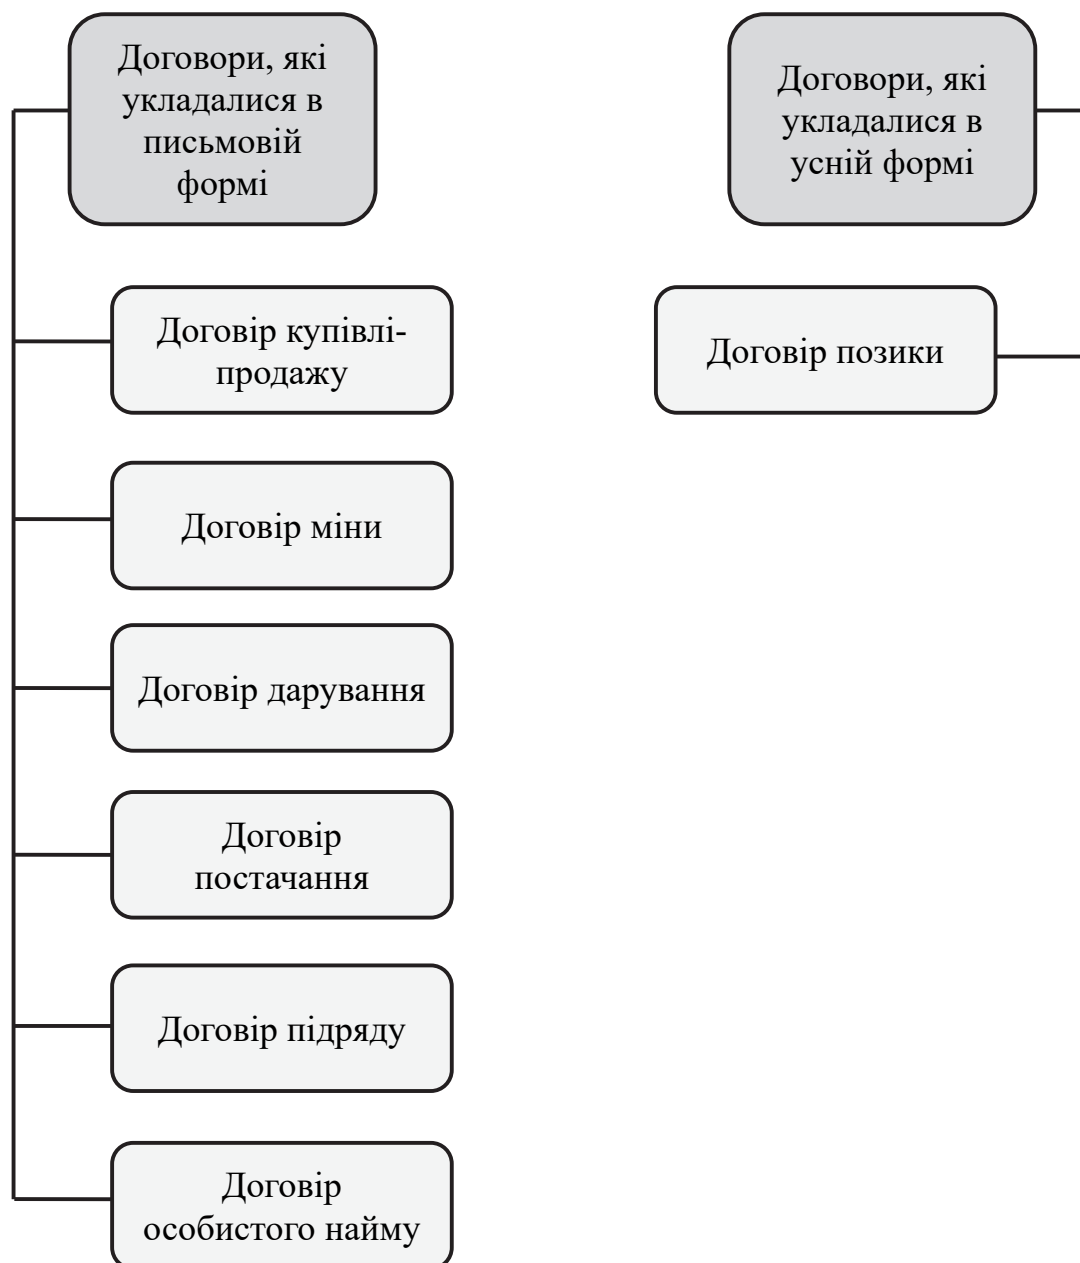 Договори, які
укладалися в
письмовій
формі
Договори, які
укладалися в
усній формі
Договір купівлі-
продажу
Договір позики
Договір міни
Договір дарування
Договір
постачання
Договір підряду
Договір
особистого найму